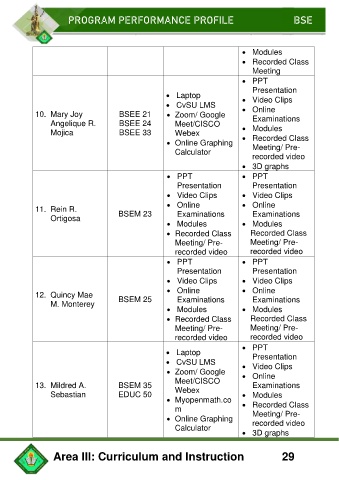 PROGRAM PERFORMANCE PROFILE BSE
• Modules
• Recorded Class
Meeting
10. Mary Joy
Angelique R.
Mojica
BSEE 21
BSEE 24
BSEE 33
• Laptop
• CvSU LMS
• Zoom/ Google
Meet/CISCO
Webex
• Online Graphing
Calculator
• PPT
Presentation
• Video Clips
• Online
Examinations
• Modules
• Recorded Class
Meeting/ Pre-
recorded video
• 3D graphs
11. Rein R.
Ortigosa
BSEM 23
• PPT
Presentation
• Video Clips
• Online
Examinations
• Modules
• Recorded Class
Meeting/ Pre-
recorded video
• PPT
Presentation
• Video Clips
• Online
Examinations
• Modules
Recorded Class
Meeting/ Pre-
recorded video
12. Quincy Mae
M. Monterey
BSEM 25
• PPT
Presentation
• Video Clips
• Online
Examinations
• Modules
• Recorded Class
Meeting/ Pre-
recorded video
• PPT
Presentation
• Video Clips
• Online
Examinations
• Modules
Recorded Class
Meeting/ Pre-
recorded video
13. Mildred A.
Sebastian
BSEM 35
EDUC 50
• Laptop
• CvSU LMS
• Zoom/ Google
Meet/CISCO
Webex
• Myopenmath.co
m
• Online Graphing
Calculator
• PPT
Presentation
• Video Clips
• Online
Examinations
• Modules
• Recorded Class
Meeting/ Pre-
recorded video
• 3D graphs
Area III: Curriculum and Instruction 29